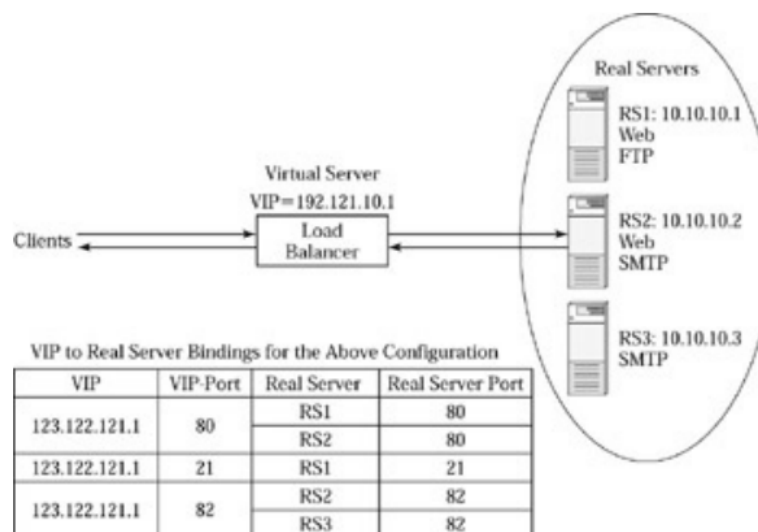 Real Servers
RS1: 10.10.10.1
Web
FTP
Virtual Server
VIP=192.121.10.1
Clients
Load
Balancer
RS2: 10.10.10.2
Web
SMTP
RS3: 10.10.10.3
SMTP
VIP to Real Server Bindings for the Above Configuration
VIP VIP-Port Real Server Real Server Port
123.122.121.1 80 RS1 80
RS2 80
123.122.121.1 21 RS1 21
123.122.121.1 82 RS2 82
RS3 82